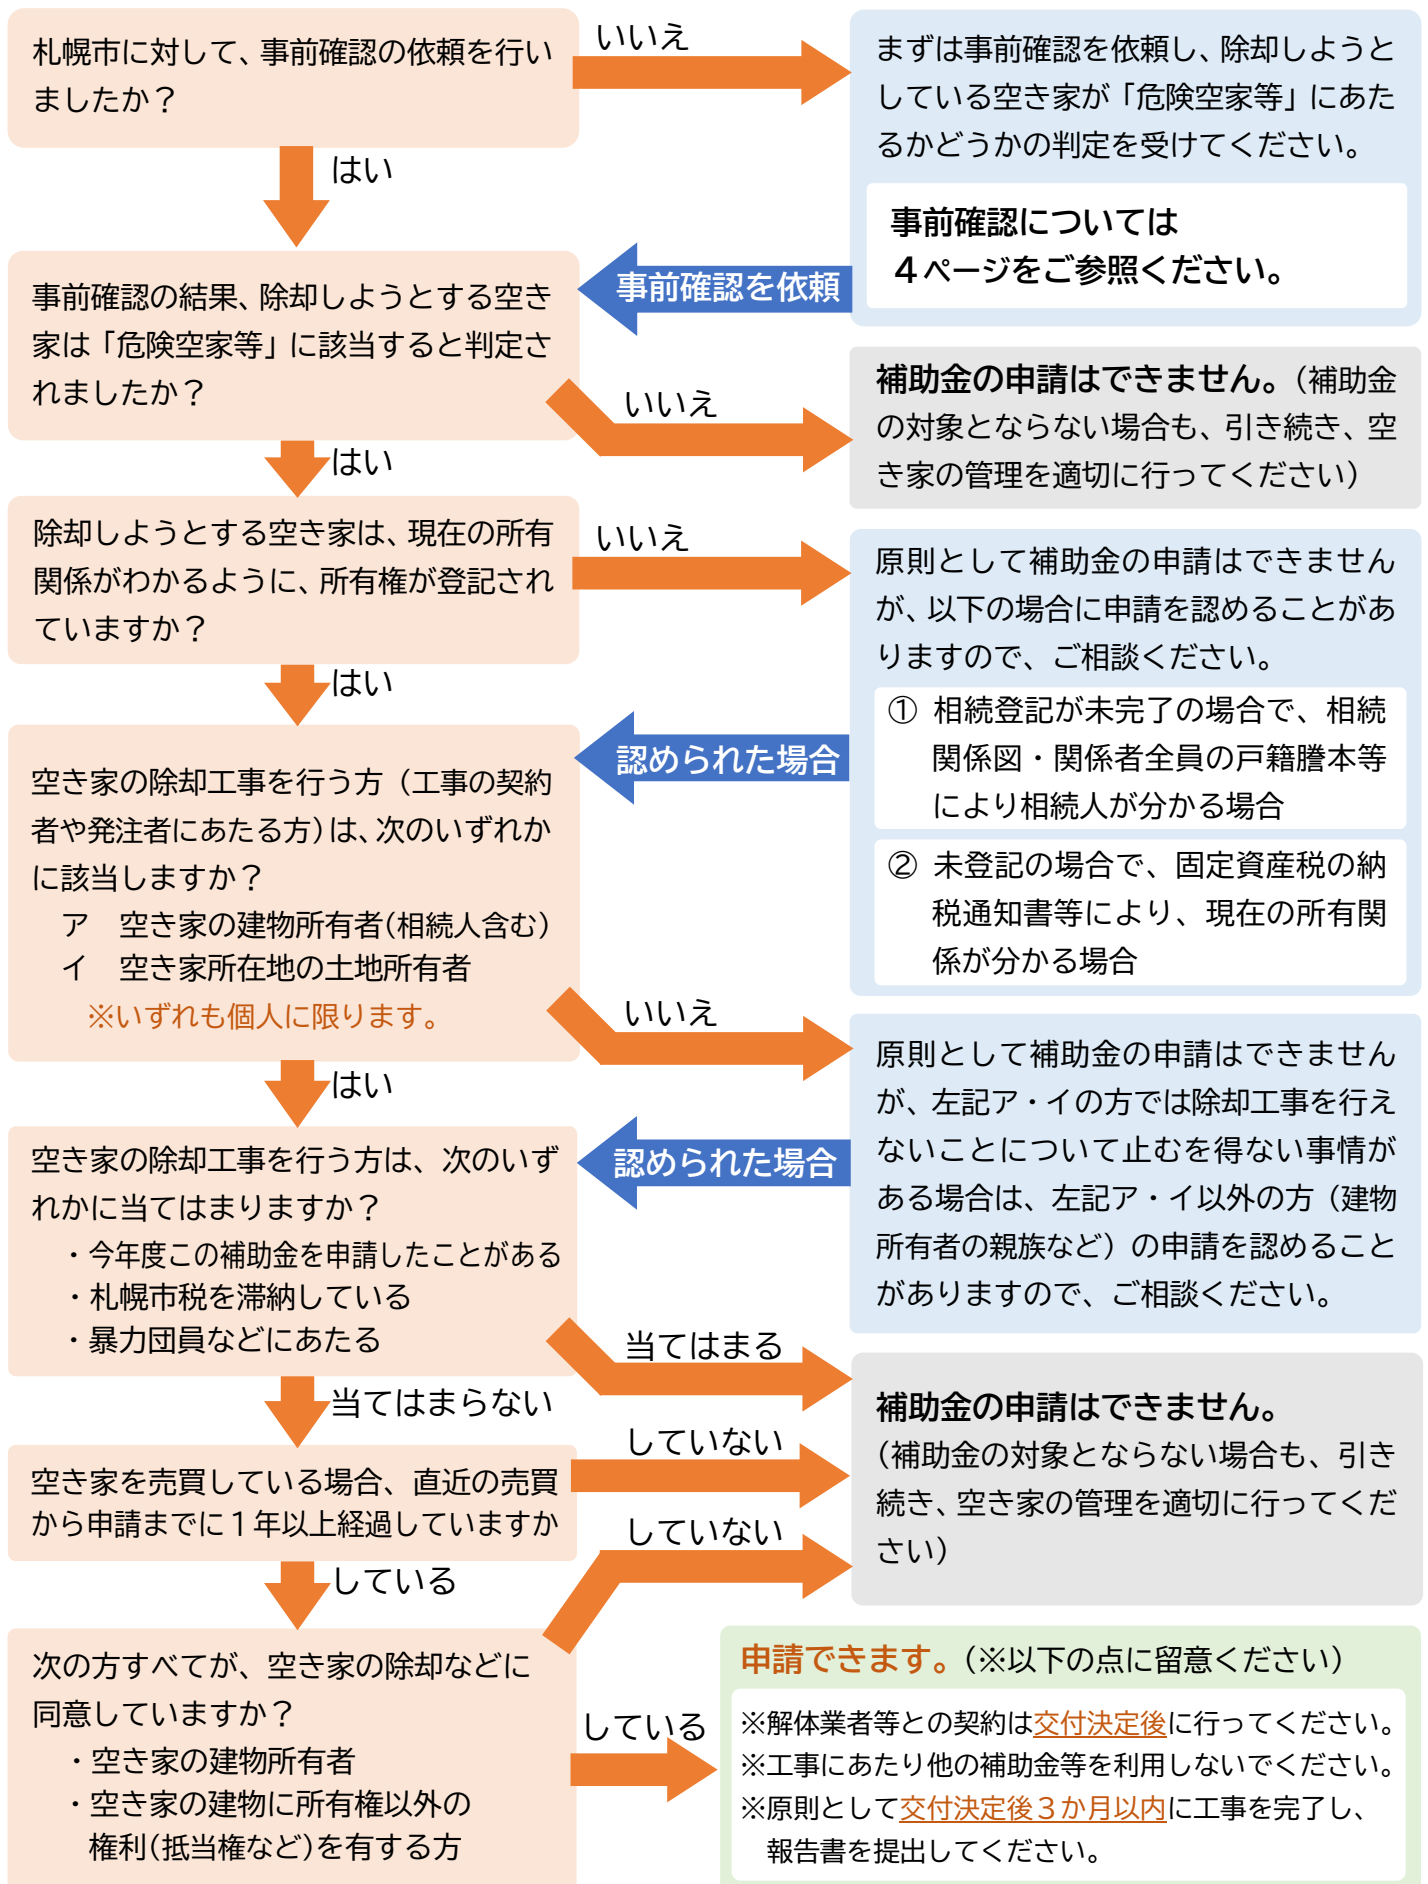 札幌市に対して、事前確認の依頼を行い
ましたか？
いいえ
まずは事前確認を依頼し、除却しようと
している空き家が「危険空家等」にあた
るかどうかの判定を受けてください。
事前確認については
４ページをご参照ください。
はい
事前確認を依頼
事前確認の結果、除却しようとする空き
家は「危険空家等」に該当すると判定さ
れましたか？
いいえ
補助金の申請はできません。（補助金
の対象とならない場合も、引き続き、空
き家の管理を適切に行ってください）
はい
除却しようとする空き家は、現在の所有
関係がわかるように、所有権が登記され
ていますか？
いいえ
原則として補助金の申請はできません
が、以下の場合に申請を認めることがあ
りますので、ご相談ください。
① 相続登記が未完了の場合で、相続
関係図・関係者全員の戸籍謄本等
により相続人が分かる場合
② 未登記の場合で、固定資産税の納
税通知書等により、現在の所有関
係が分かる場合
はい
認められた場合
空き家の除却工事を行う方（工事の契約
者や発注者にあたる方）は、次のいずれか
に該当しますか？
ア　空き家の建物所有者（相続人含む）
イ　空き家所在地の土地所有者
※いずれも個人に限ります。
いいえ
原則として補助金の申請はできません
が、左記ア・イの方では除却工事を行え
ないことについて止むを得ない事情が
ある場合は、左記ア・イ以外の方（建物
所有者の親族など）の申請を認めること
がありますので、ご相談ください。
はい
認められた場合
空き家の除却工事を行う方は、次のいず
れかに当てはまりますか？
・今年度この補助金を申請したことがある
・札幌市税を滞納している
・暴力団員などにあたる
当てはまる
補助金の申請はできません。
（補助金の対象とならない場合も、引き
続き、空き家の管理を適切に行ってくだ
さい）
当てはまらない
空き家を売買している場合、直近の売買
から申請までに１年以上経過していますか
していない
している
次の方すべてが、空き家の除却などに
同意していますか？
・空き家の建物所有者
・空き家の建物に所有権以外の
権利（抵当権など）を有する方
していない
している
申請できます。（※以下の点に留意ください）
※解体業者等との契約は交付決定後に行ってください。
※工事にあたり他の補助金等を利用しないでください。
※原則として交付決定後３か月以内に工事を完了し、
報告書を提出してください。